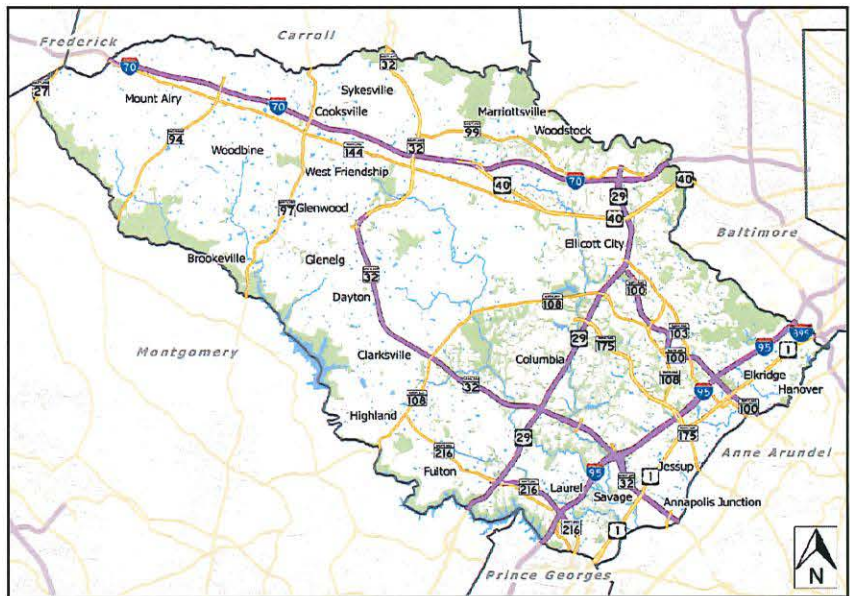 Frederick
Carroll
70
32
27
Mount Airy
Sykesville
70
Cooksville
Marriottsville
94
99
Woodstock
Woodbine
144
32
West Friendship
70
40
40
29
97
Glenwood
40
Ellicott City
Baltimore
Brookeville
Glenelg
32
100
Dayton
108
103
Montgomery
29
175
95
395
Clarksville
Columbia
100
1
32
108
Elkridge
95
Hanover
108
100
Highland
29
175
216
Anne Arundel
Fulton
95
Jessup
Laurel
1
216
Savage
32
Annapolis Junction
216
1
N
Prince Georges